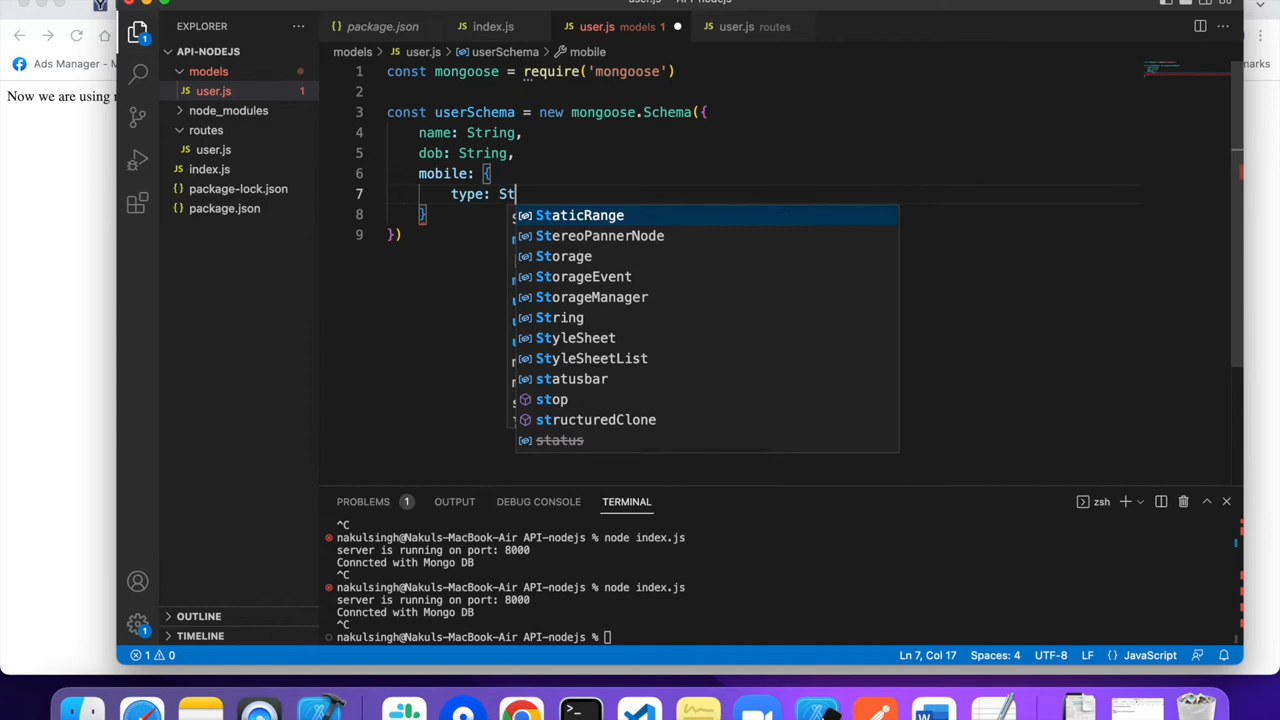 user.js — API-nodejs
EXPLORER
package.json
index.js
user.js models 1
user.js routes
API-NODEJS
models > user.js > userSchema > mobile
Ads Manager - M
marks
Now we are using
models
user.js 1
node_modules
routes
user.js
index.js
package-lock.json
package.json
OUTLINE
TIMELINE
1 const mongoose = require('mongoose')
2
3 const userSchema = new mongoose.Schema({
4 name: String,
5 dob: String,
6 mobile: {
7 type: St
8 }
9 })
StaticRange
StereoPannerNode
Storage
StorageEvent
StorageManager
String
StyleSheet
StyleSheetList
statusbar
stop
structuredClone
status
PROBLEMS 1 OUTPUT DEBUG CONSOLE TERMINAL zsh
^C
nakulsingh@Nakuls-MacBook-Air API-nodejs % node index.js
server is running on port: 8000
Conncted with Mongo DB
^C
nakulsingh@Nakuls-MacBook-Air API-nodejs % node index.js
server is running on port: 8000
Conncted with Mongo DB
^C
nakulsingh@Nakuls-MacBook-Air API-nodejs %
1 0 Ln 7, Col 17 Spaces: 4 UTF-8 LF {} JavaScript